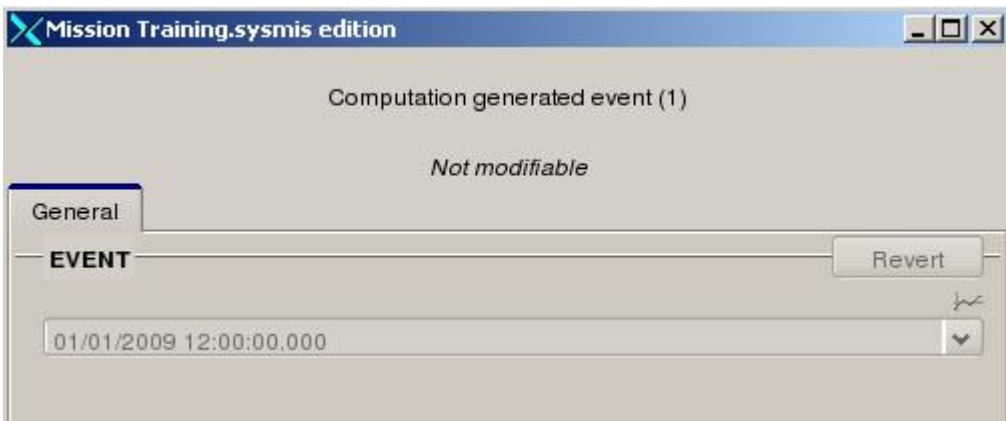 Mission Training.sysmis edition
Computation generated event (1)
Not modifiable
General
EVENT
Revert
01/01/2009 12:00:00,000